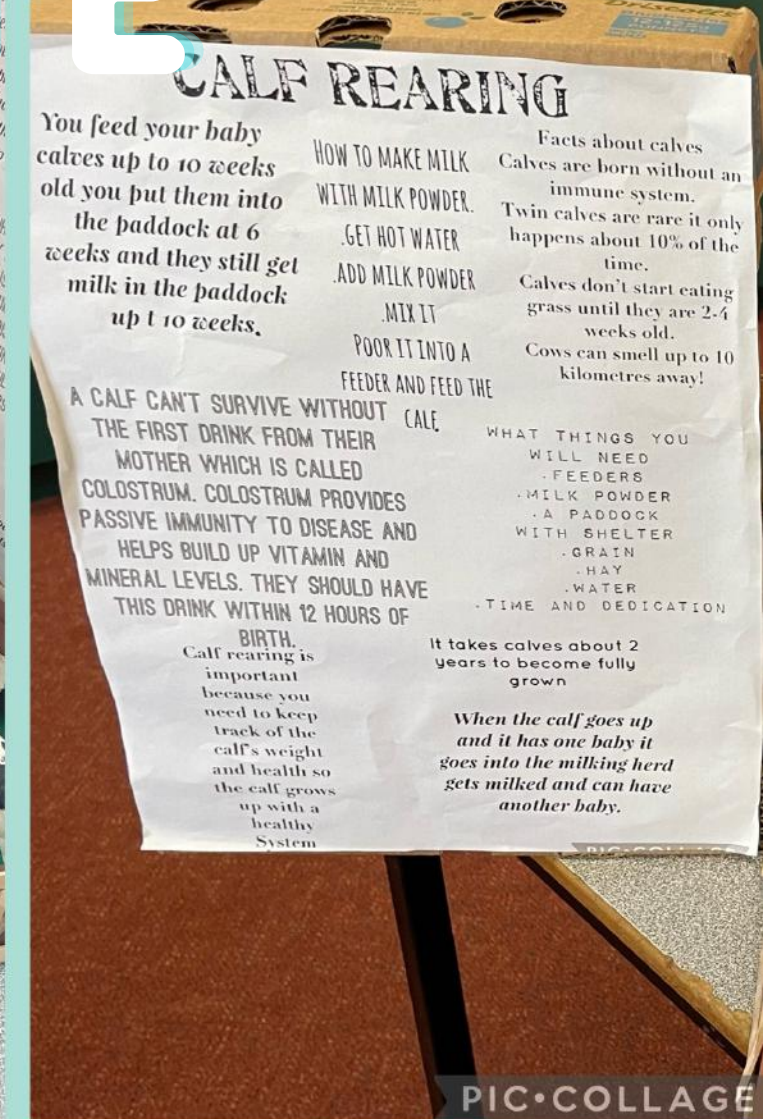 CALF REARING
You feed your baby
calves up to 10 weeks
old you put them into
the paddock at 6
weeks and they still get
milk in the paddock
up t 10 weeks.
HOW TO MAKE MILK
WITH MILK POWDER.
.GET HOT WATER
.ADD MILK POWDER
.MIX IT
POOR IT INTO A
FEEDER AND FEED THE
CALF.
Facts about calves
Calves are born without an
immune system.
Twin calves are rare it only
happens about 10% of the
time.
Calves don't start eating
grass until they are 2-4
weeks old.
Cows can smell up to 10
kilometres away!
A CALF CAN'T SURVIVE WITHOUT
THE FIRST DRINK FROM THEIR
MOTHER WHICH IS CALLED
COLOSTRUM. COLOSTRUM PROVIDES
PASSIVE IMMUNITY TO DISEASE AND
HELPS BUILD UP VITAMIN AND
MINERAL LEVELS. THEY SHOULD HAVE
THIS DRINK WITHIN 12 HOURS OF
BIRTH.
WHAT THINGS YOU
WILL NEED
.FEEDERS
.MILK POWDER
.A PADDOCK
WITH SHELTER
.GRAIN
.HAY
.WATER
.TIME AND DEDICATION
Calf rearing is
important
because you
need to keep
track of the
calf's weight
and health so
the calf grows
up with a
healthy
System
It takes calves about 2
years to become fully
grown
When the calf goes up
and it has one baby it
goes into the milking herd
gets milked and can have
another baby.
PIC•COLLAGE
PIC•COLLAGE